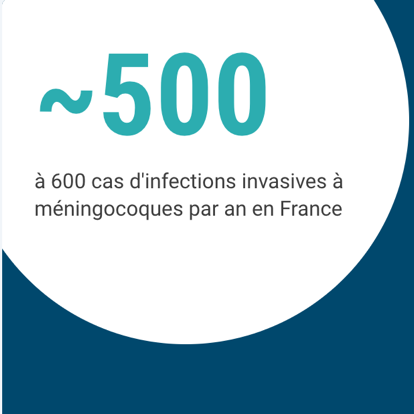 ~500
à 600 cas d'infections invasives à
méningocoques par an en France